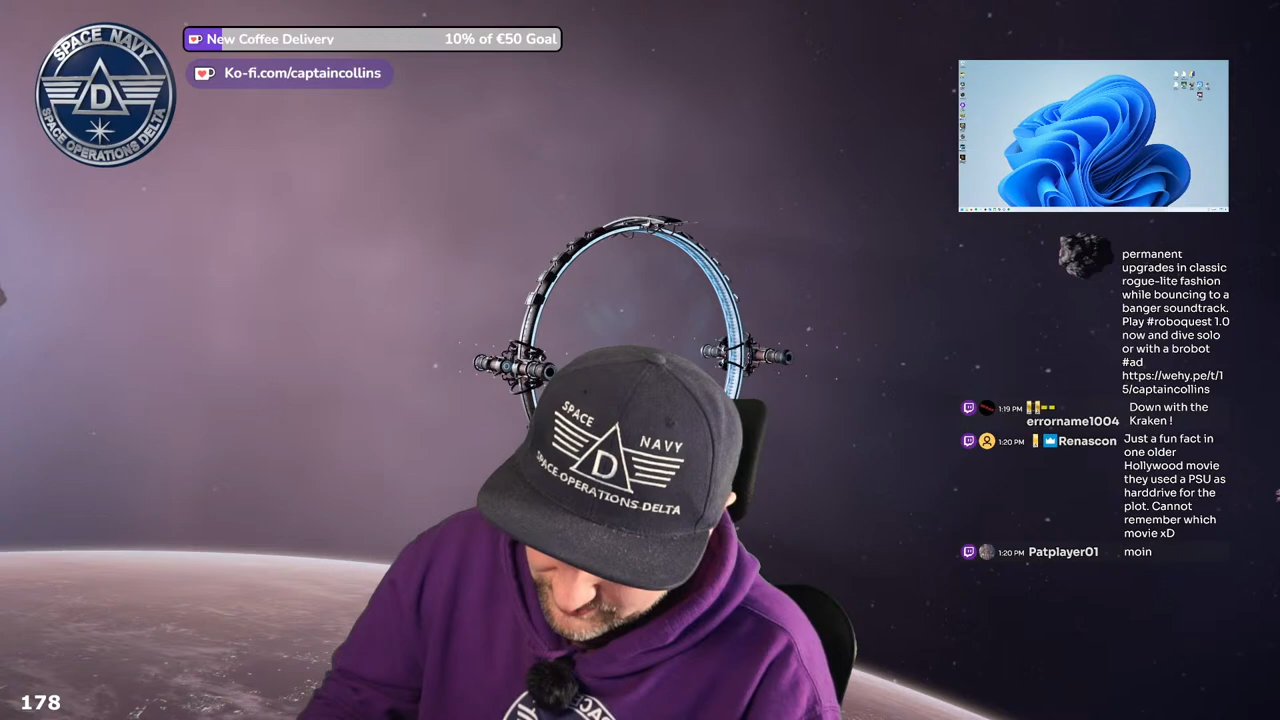 SPACE NAVY
D
SPACE OPERATIONS DELTA
New Coffee Delivery 10% of €50 Goal
Ko-fi.com/captaincollins
permanent
upgrades in classic
rogue-lite fashion
while bouncing to a
banger soundtrack.
Play #roboquest 1.0
now and dive solo
or with a brobot
#ad
https://wehy.pe/t/1
5/captaincollins
1:19 PM errorname1004 Down with the
Kraken !
1:20 PM Renascon Just a fun fact in
one older
Hollywood movie
they used a PSU as
harddrive for the
plot. Cannot
remember which
movie xD
1:20 PM Patplayer01 moin
SPACE NAVY
D
SPACE OPERATIONS DELTA
178